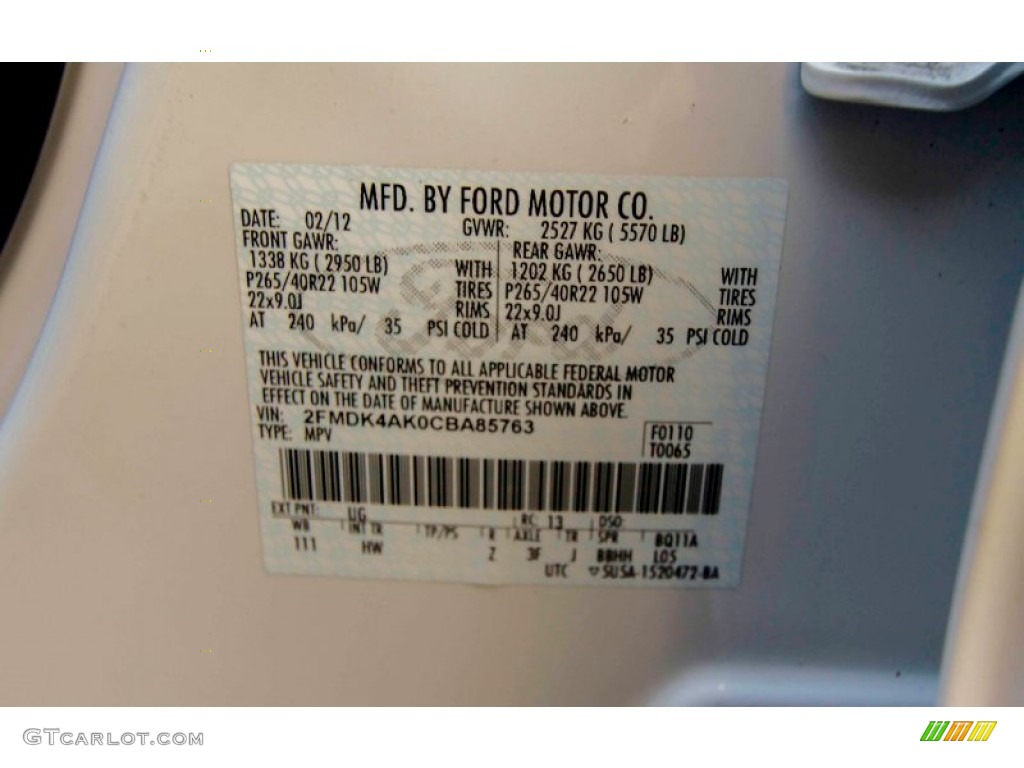 MFD. BY FORD MOTOR CO.
DATE: 02/12 GVWR: 2527 KG ( 5570 LB)
FRONT GAWR: REAR GAWR:
1338 KG ( 2950 LB) WITH 1202 KG ( 2650 LB) WITH
P265/40R22 105W TIRES P265/40R22 105W TIRES
22x9.0J RIMS 22x9.0J RIMS
AT 240 kPa/ 35 PSI COLD AT 240 kPa/ 35 PSI COLD
THIS VEHICLE CONFORMS TO ALL APPLICABLE FEDERAL MOTOR
VEHICLE SAFETY AND THEFT PREVENTION STANDARDS IN
EFFECT ON THE DATE OF MANUFACTURE SHOWN ABOVE.
VIN: 2FMDK4AK0CBA85763
TYPE: MPV F0110
T0065
EXT PNT: UG RC: 13 DSO:
WB INT TR TP/PS R AXLE TR SPR BQ11A
111 HW Z 3F J BBHH L05
UTC SUSA-1520472-BA
GTCarLot.com